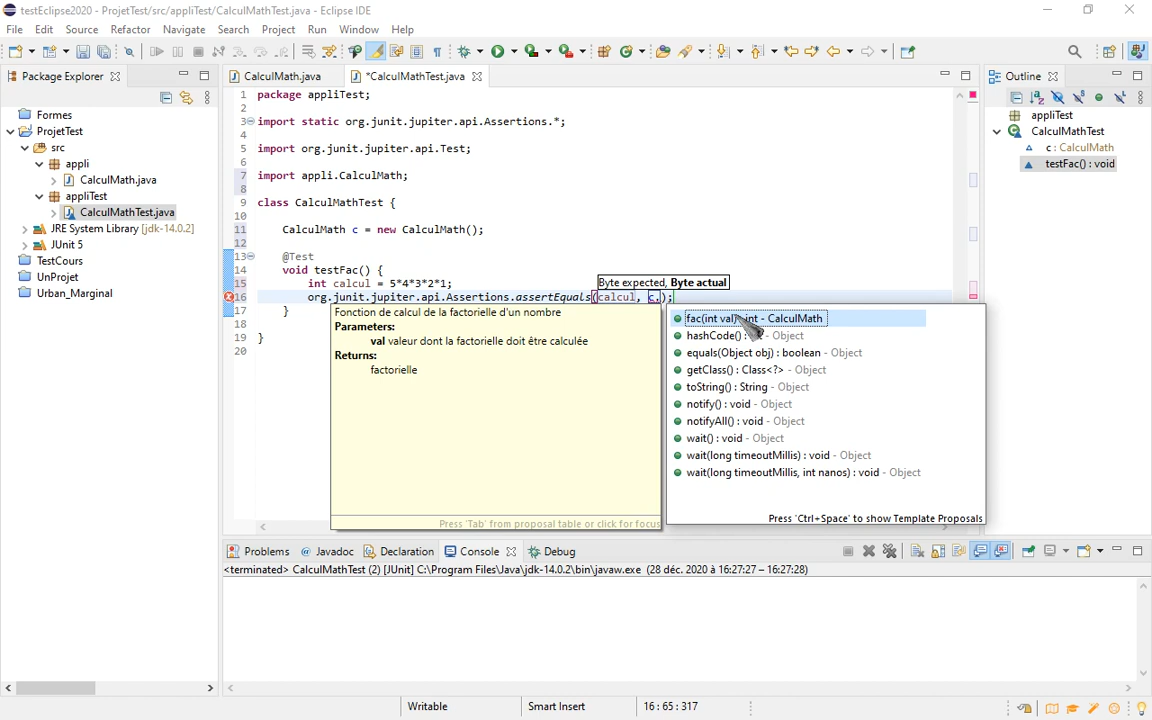 testEclipse2020 - ProjetTest/src/appliTest/CalculMathTest.java - Eclipse IDE
File Edit Source Refactor Navigate Search Project Run Window Help
Package Explorer
Formes
ProjetTest
src
appli
CalculMath.java
appliTest
CalculMathTest.java
JRE System Library [jdk-14.0.2]
JUnit 5
TestCours
UnProjet
Urban_Marginal
CalculMath.java
*CalculMathTest.java
1 package appliTest;
2
3 import static org.junit.jupiter.api.Assertions.*;
4
5 import org.junit.jupiter.api.Test;
6
7 import appli.CalculMath;
8
9 class CalculMathTest {
10
11 CalculMath c = new CalculMath();
12
13 @Test
14 void testFac() {
15 int calcul = 5*4*3*2*1;
Byte expected, Byte actual
16 org.junit.jupiter.api.Assertions.assertEquals(calcul, c.);
17 }
18
19 }
20
Fonction de calcul de la factorielle d'un nombre
Parameters:
val valeur dont la factorielle doit être calculée
Returns:
factorielle
Press 'Tab' from proposal table or click for focus
fac(int val) : int - CalculMath
hashCode() : - Object
equals(Object obj) : boolean - Object
getClass() : Class<?> - Object
toString() : String - Object
notify() : void - Object
notifyAll() : void - Object
wait() : void - Object
wait(long timeoutMillis) : void - Object
wait(long timeoutMillis, int nanos) : void - Object
Press 'Ctrl+Space' to show Template Proposals
Outline
appliTest
CalculMathTest
c : CalculMath
testFac() : void
Problems Javadoc Declaration Console Debug
<terminated> CalculMathTest (2) [JUnit] C:\Program Files\Java\jdk-14.0.2\bin\javaw.exe (28 déc. 2020 à 16:27:27 – 16:27:28)
Writable Smart Insert 16 : 65 : 317